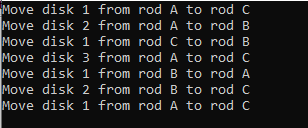 Move disk 1 from rod A to rod C
Move disk 2 from rod A to rod B
Move disk 1 from rod C to rod B
Move disk 3 from rod A to rod C
Move disk 1 from rod B to rod A
Move disk 2 from rod B to rod C
Move disk 1 from rod A to rod C